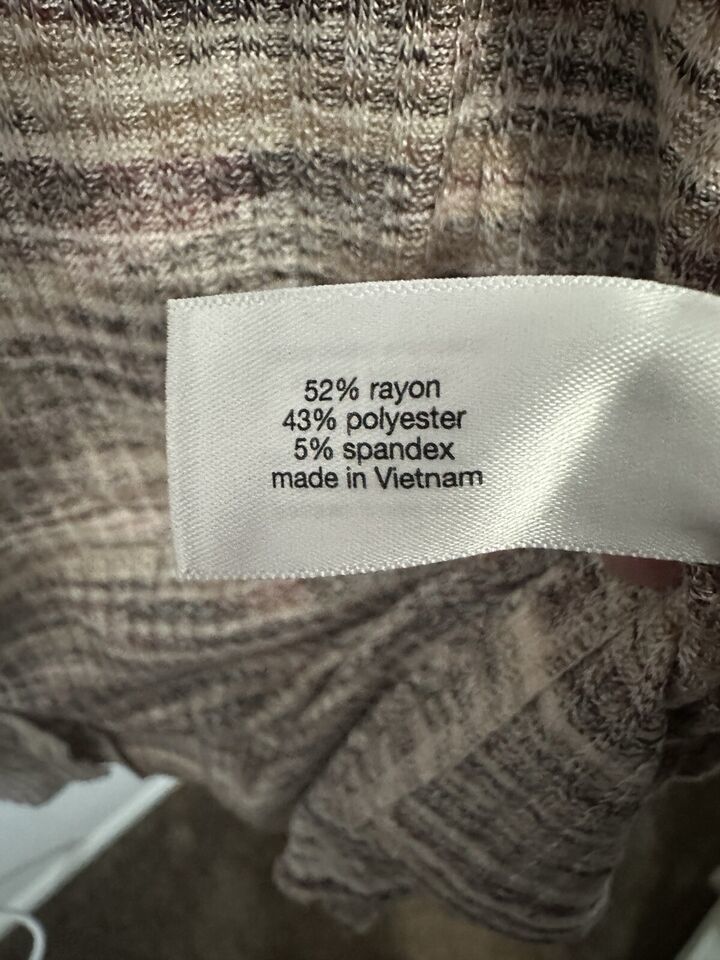 52% rayon
43% polyester
5% spandex
made in Vietnam